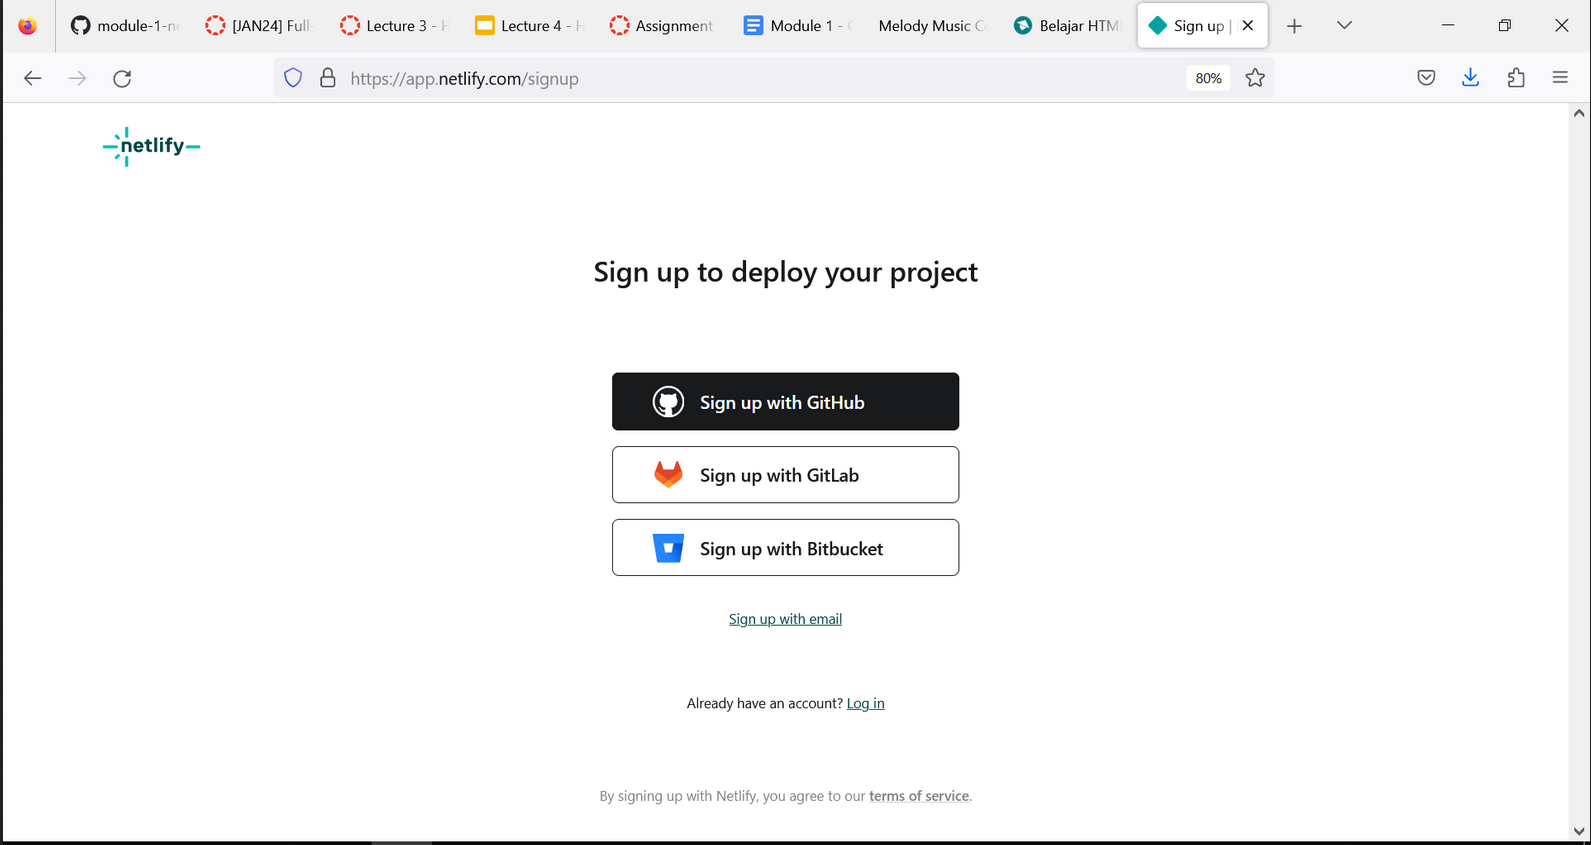 module-1-no
[JAN24] Full-
Lecture 3 - H
Lecture 4 - H
Assignment
Module 1 -
Melody Music C
Belajar HTM
Sign up |
https://app.netlify.com/signup
80%
netlify
Sign up to deploy your project
Sign up with GitHub
Sign up with GitLab
Sign up with Bitbucket
Sign up with email
Already have an account? Log in
By signing up with Netlify, you agree to our terms of service.